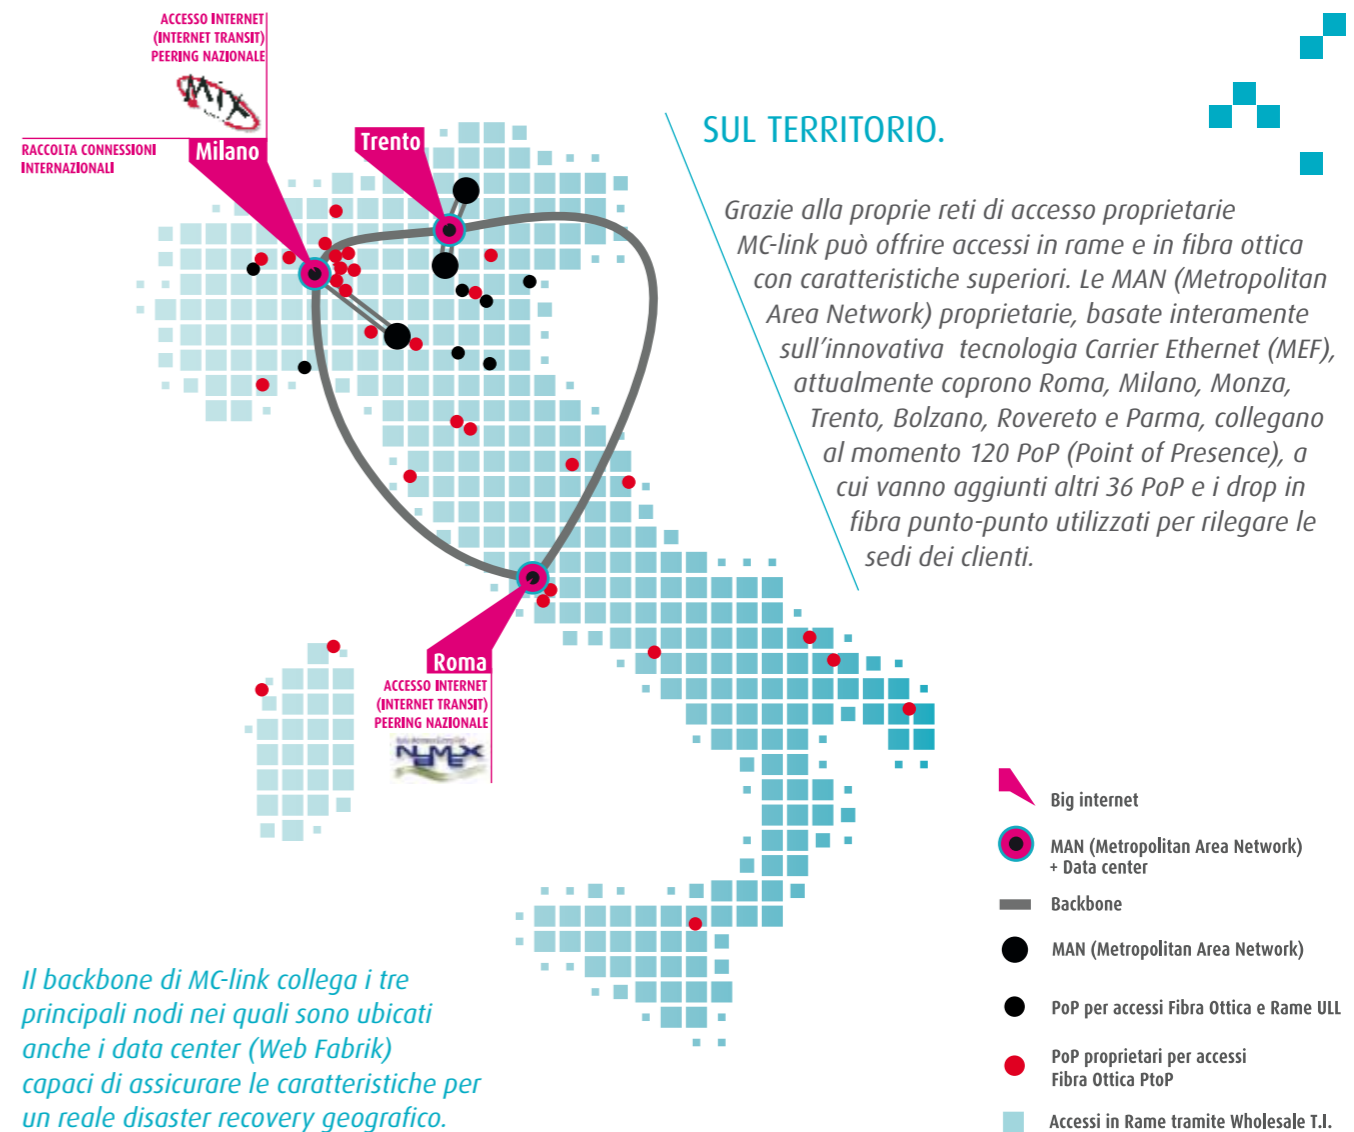 ACCESSO INTERNET
(INTERNET TRANSIT)
PEERING NAZIONALE
MIX
RACCOLTA CONNESSIONI
INTERNAZIONALI
Milano
Trento
SUL TERRITORIO.
Grazie alla proprie reti di accesso proprietarie
MC-link può offrire accessi in rame e in fibra ottica
con caratteristiche superiori. Le MAN (Metropolitan
Area Network) proprietarie, basate interamente
sull'innovativa tecnologia Carrier Ethernet (MEF),
attualmente coprono Roma, Milano, Monza,
Trento, Bolzano, Rovereto e Parma, collegano
al momento 120 PoP (Point of Presence), a
cui vanno aggiunti altri 36 PoP e i drop in
fibra punto-punto utilizzati per rilegare le
sedi dei clienti.
Roma
ACCESSO INTERNET
(INTERNET TRANSIT)
PEERING NAZIONALE
Big internet
MAN (Metropolitan Area Network)
+ Data center
Backbone
MAN (Metropolitan Area Network)
PoP per accessi Fibra Ottica e Rame ULL
PoP proprietari per accessi
Fibra Ottica PtoP
Accessi in Rame tramite Wholesale T.I.
Il backbone di MC-link collega i tre
principali nodi nei quali sono ubicati
anche i data center (Web Fabrik)
capaci di assicurare le caratteristiche per
un reale disaster recovery geografico.